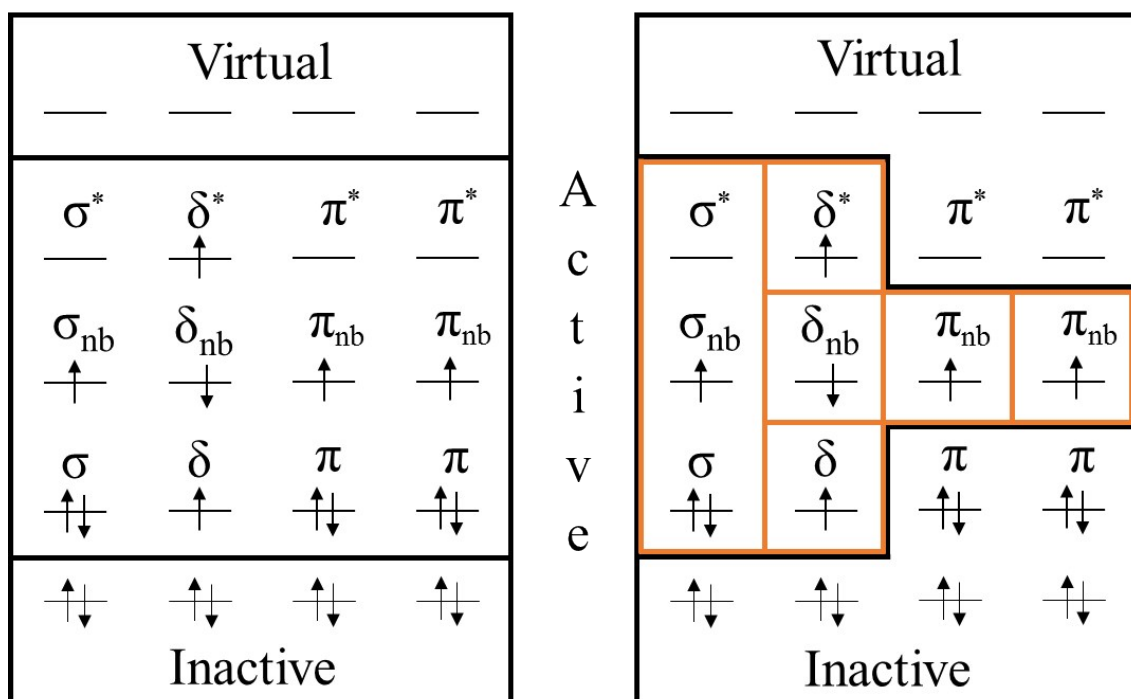 Virtual
σ* δ* π* π*
σnb δnb πnb πnb
σ δ π π
Inactive
A
c
t
i
v
e
Virtual
σ* δ* π* π*
σnb δnb πnb πnb
σ δ π π
Inactive